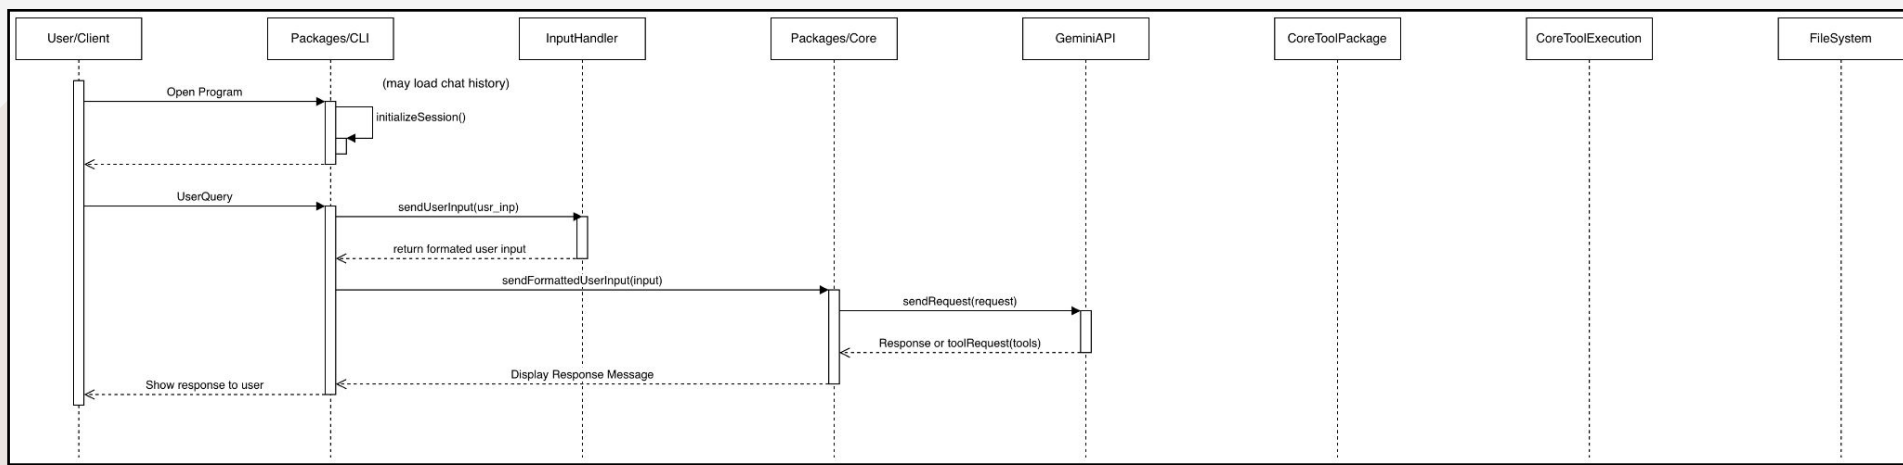 User/Client
Packages/CLI
InputHandler
Packages/Core
GeminiAPI
CoreToolPackage
CoreToolExecution
FileSystem
(may load chat history)
Open Program
initializeSession()
UserQuery
sendUserInput(usr_inp)
return formated user input
sendFormattedUserInput(input)
sendRequest(request)
Response or toolRequest(tools)
Display Response Message
Show response to user